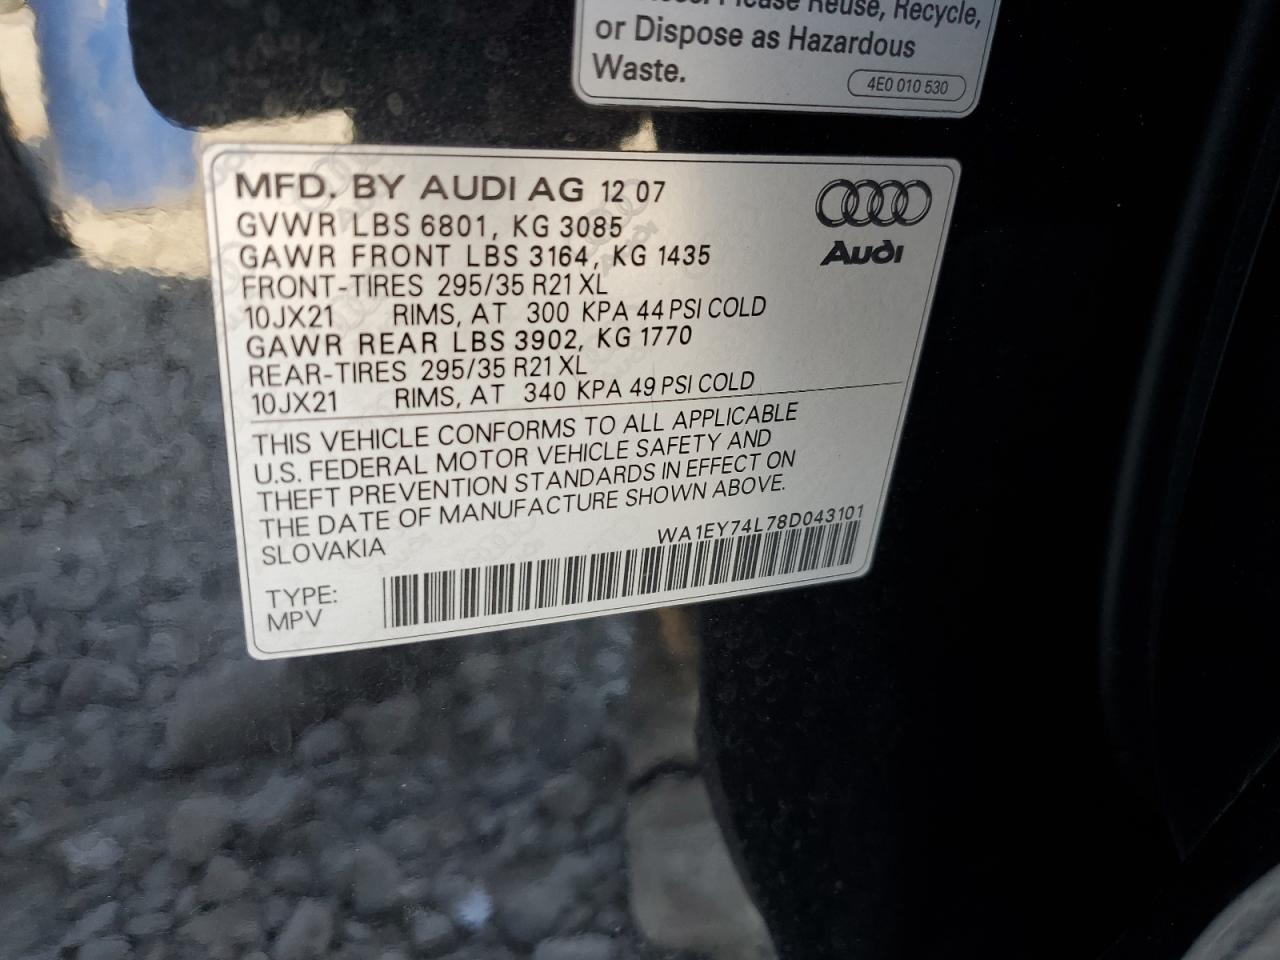 Please Reuse, Recycle,
or Dispose as Hazardous
Waste.
4E0 010 530
MFD. BY AUDI AG 12 07
GVWR LBS 6801, KG 3085
GAWR FRONT LBS 3164, KG 1435
FRONT-TIRES 295/35 R21 XL
10JX21 RIMS, AT 300 KPA 44 PSI COLD
GAWR REAR LBS 3902, KG 1770
REAR-TIRES 295/35 R21 XL
10JX21 RIMS, AT 340 KPA 49 PSI COLD
Audi
THIS VEHICLE CONFORMS TO ALL APPLICABLE
U.S. FEDERAL MOTOR VEHICLE SAFETY AND
THEFT PREVENTION STANDARDS IN EFFECT ON
THE DATE OF MANUFACTURE SHOWN ABOVE.
SLOVAKIA
WA1EY74L78D043101
TYPE:
MPV